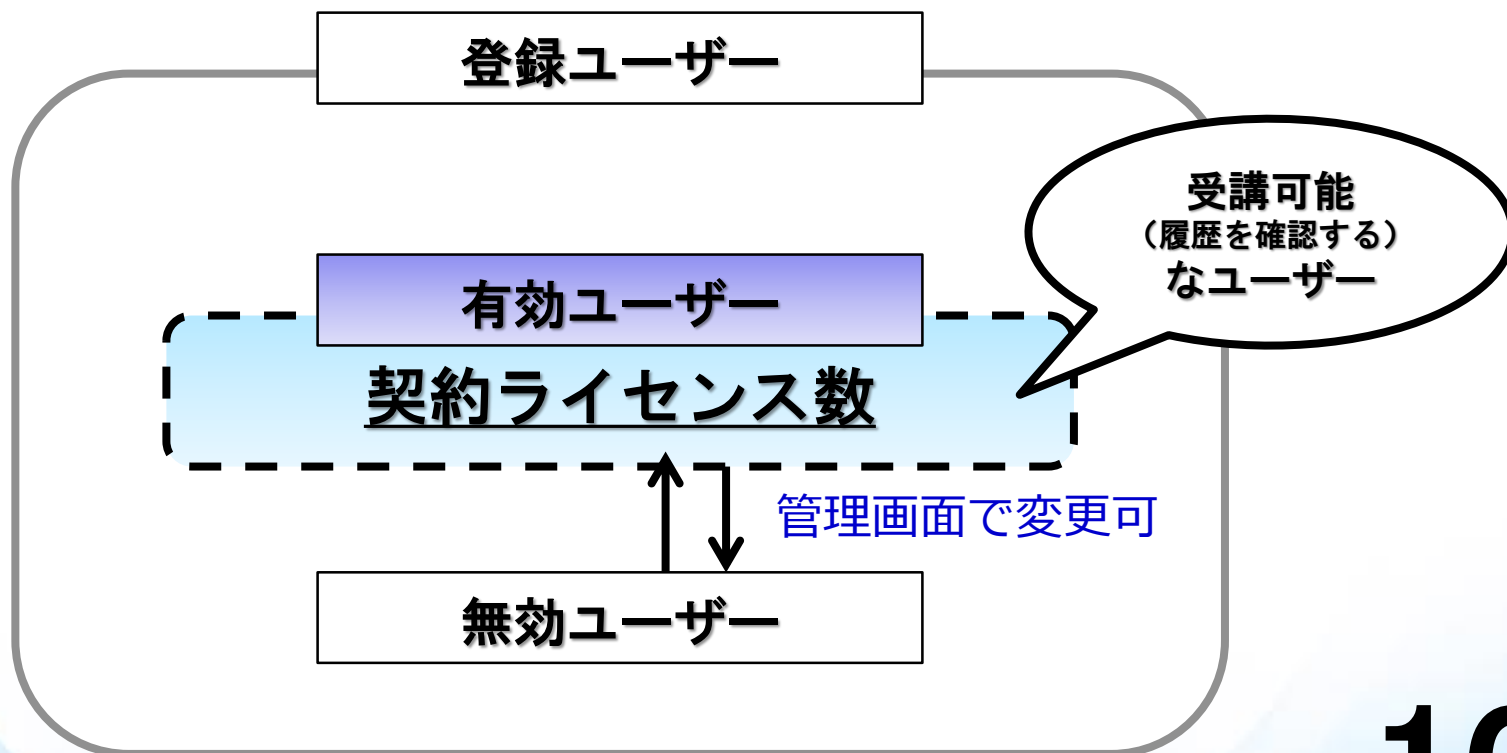 登録ユーザー
受講可能
（履歴を確認する）
なユーザー
有効ユーザー
契約ライセンス数
管理画面で変更可
無効ユーザー